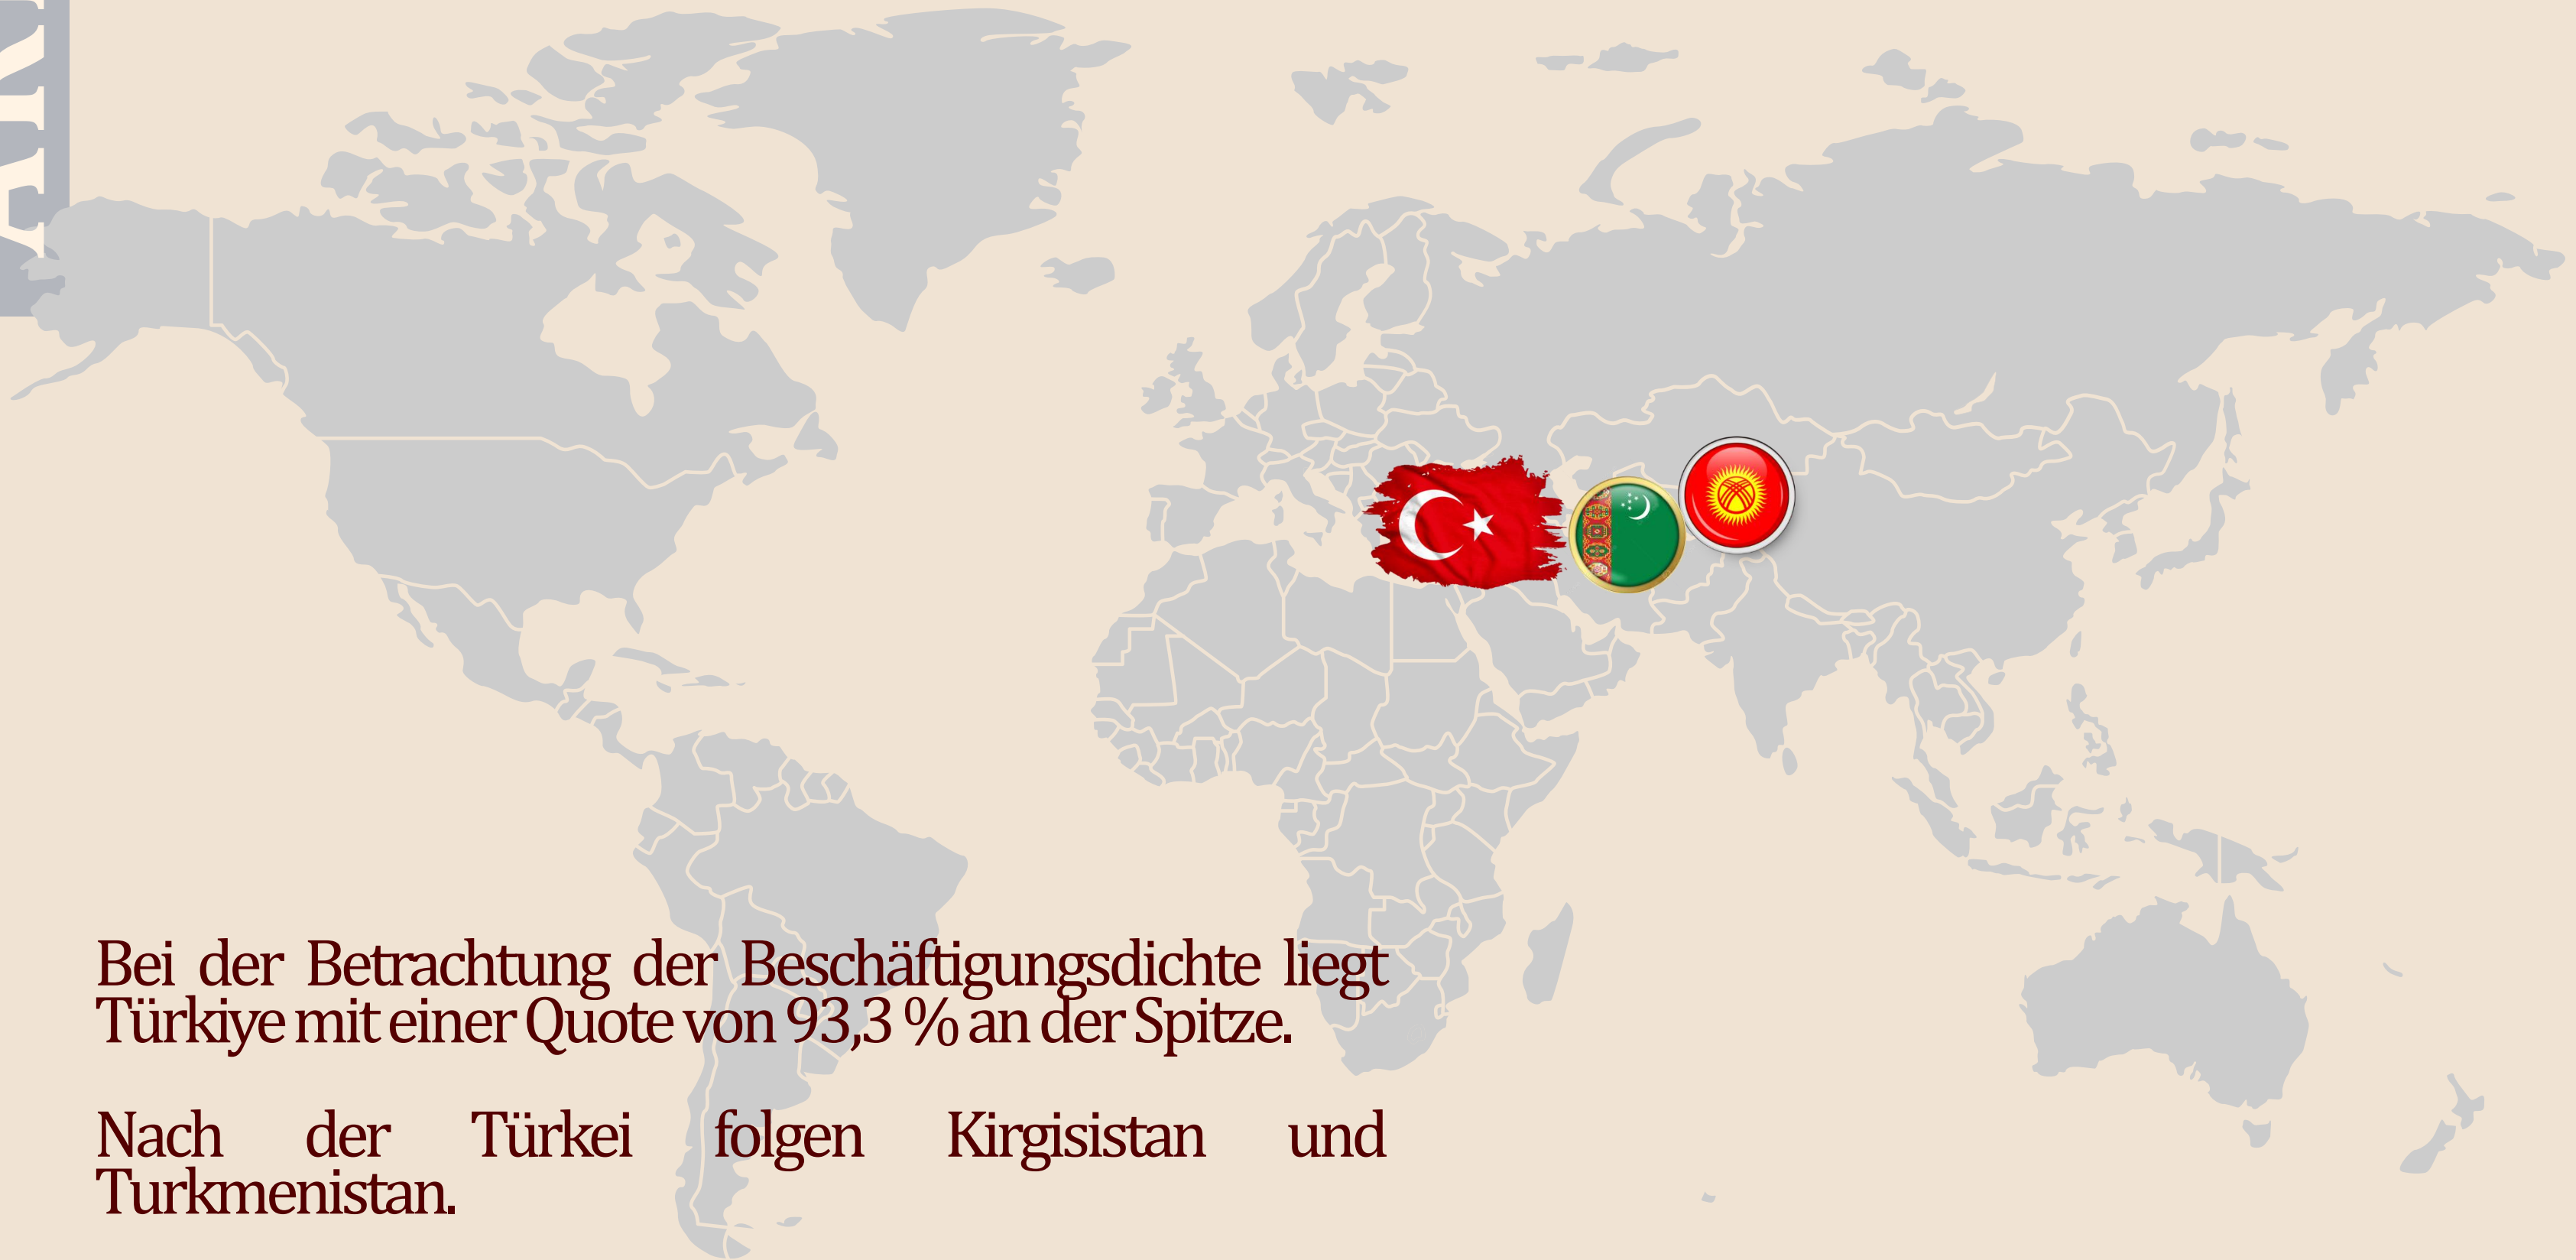 Bei der Betrachtung der Beschäftigungsdichte liegt
Türkiye mit einer Quote von 93,3 % an der Spitze.
Nach der Türkei folgen Kirgisistan und
Turkmenistan.